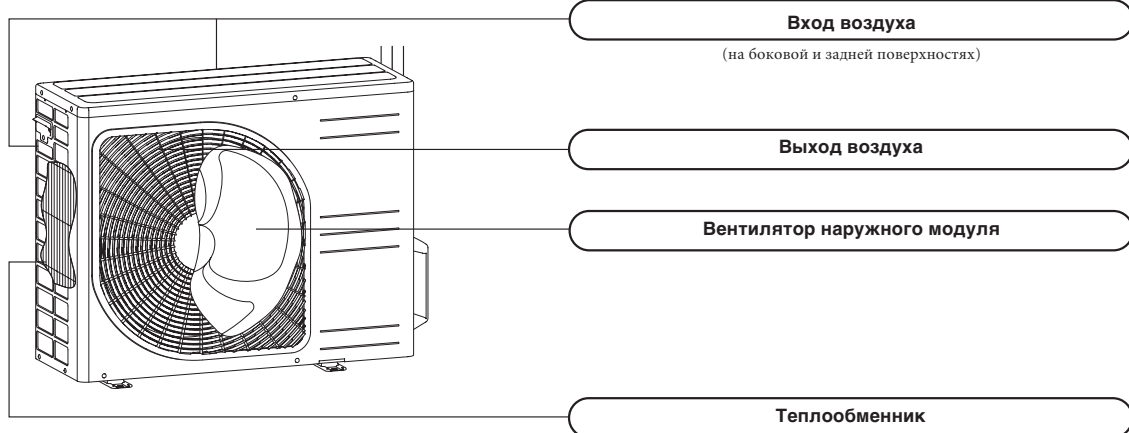 Вход воздуха
(на боковой и задней поверхностях)
Выход воздуха
Вентилятор наружного модуля
Теплообменник